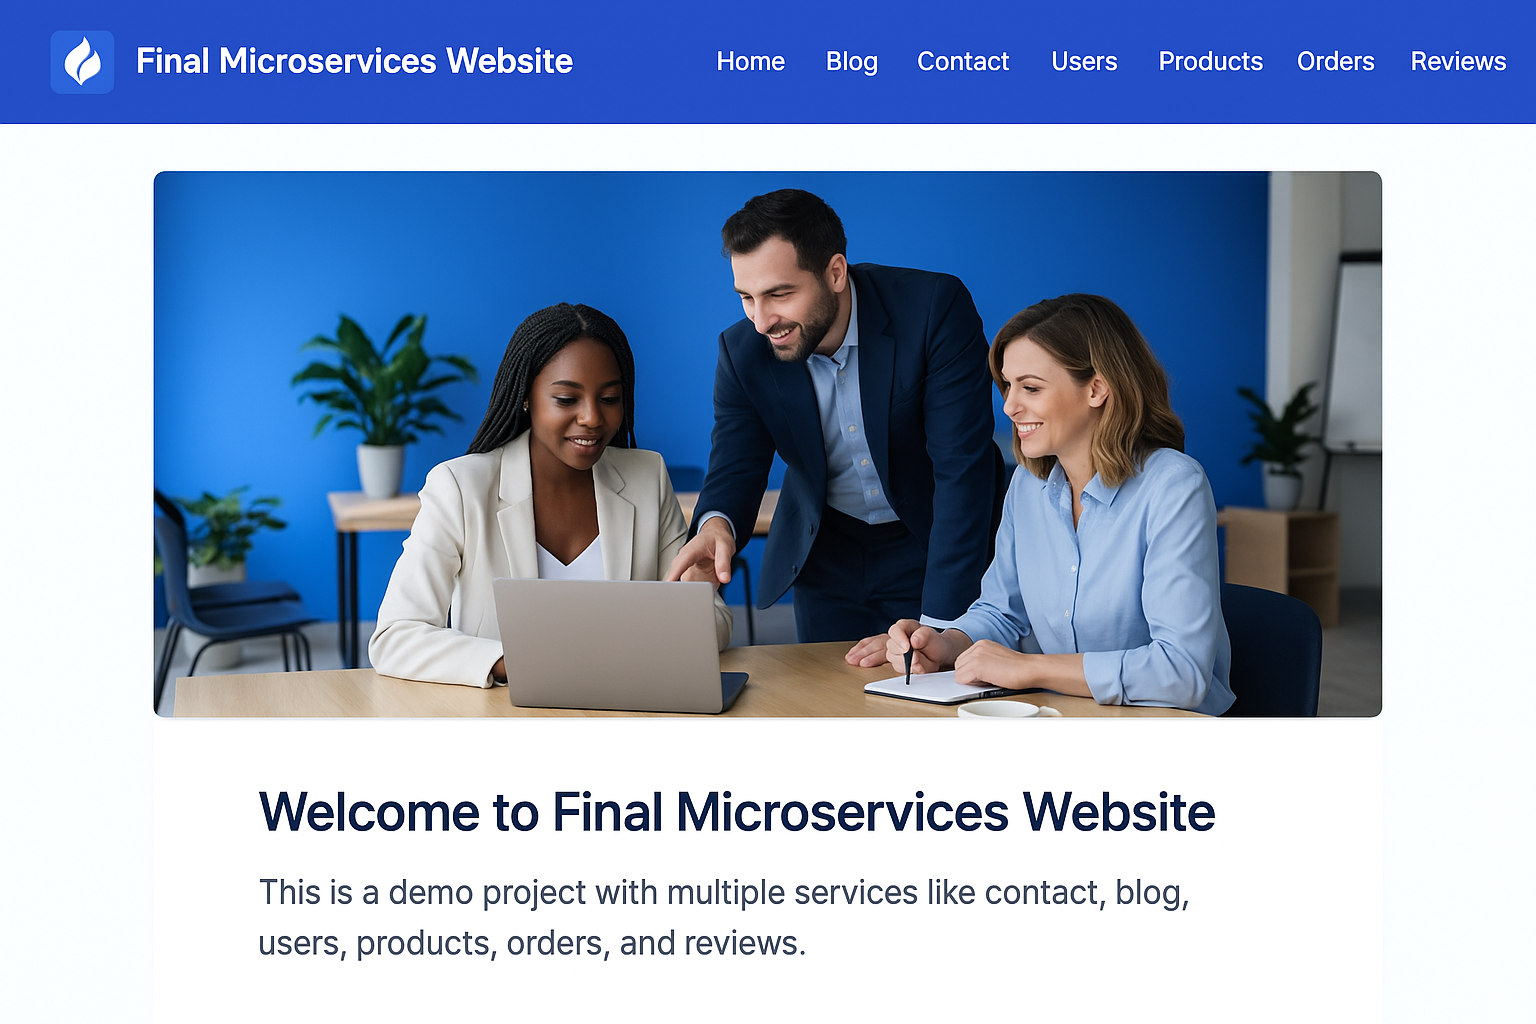 Final Microservices Website
Home Blog Contact Users Products Orders Reviews
Welcome to Final Microservices Website
This is a demo project with multiple services like contact, blog,
users, products, orders, and reviews.